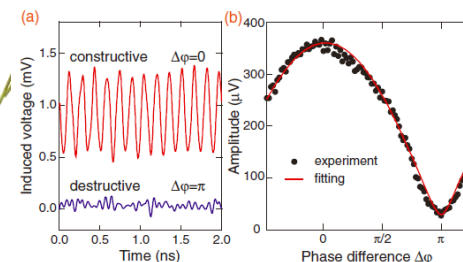 (a)
Induced voltage (mV)
1.5
1.0
0.5
0.0
constructive Δφ=0
destructive Δφ=π
0.0 0.5 1.0 1.5 2.0
Time (ns)
(b)
Amplitude (μV)
400
300
200
100
0
experiment
fitting
0 π/2 π
Phase difference Δφ